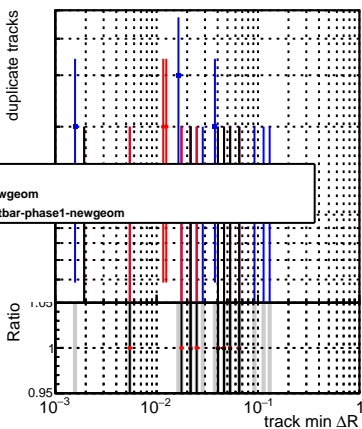 duplicate tracks
wgeom
tbar-phase1-newgeom
Ratio
1.05
1
0.95
10⁻³
10⁻²
10⁻¹
1
track min ΔR